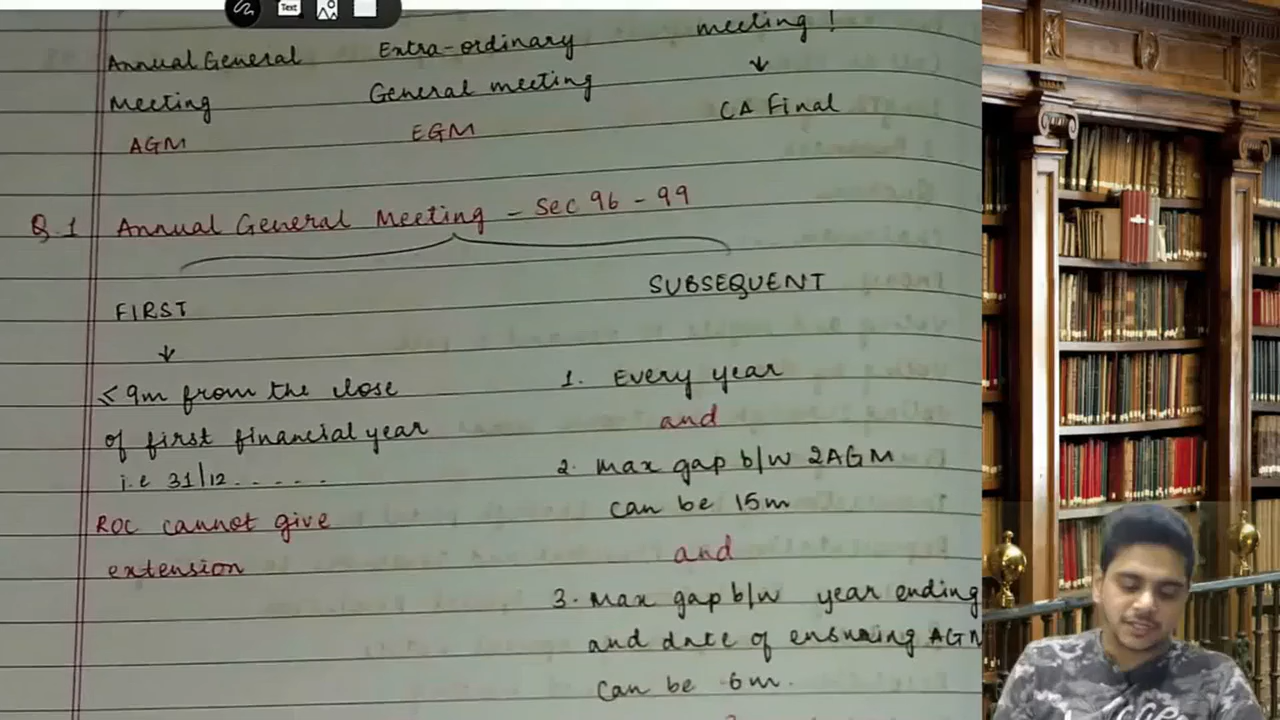 Text
Annual General
Meeting
AGM
Extra-ordinary
General meeting
EGM
meeting!
CA Final
Q.1 Annual General Meeting - Sec 96 - 99
FIRST
≤ 9m from the close
of first financial year
i.e 31/12.....
ROC cannot give
extension
SUBSEQUENT
1. Every year
and
2. Max gap b/w 2AGM
can be 15m
and
3. Max gap b/w year ending
and date of ensuring AGM
can be 6m.